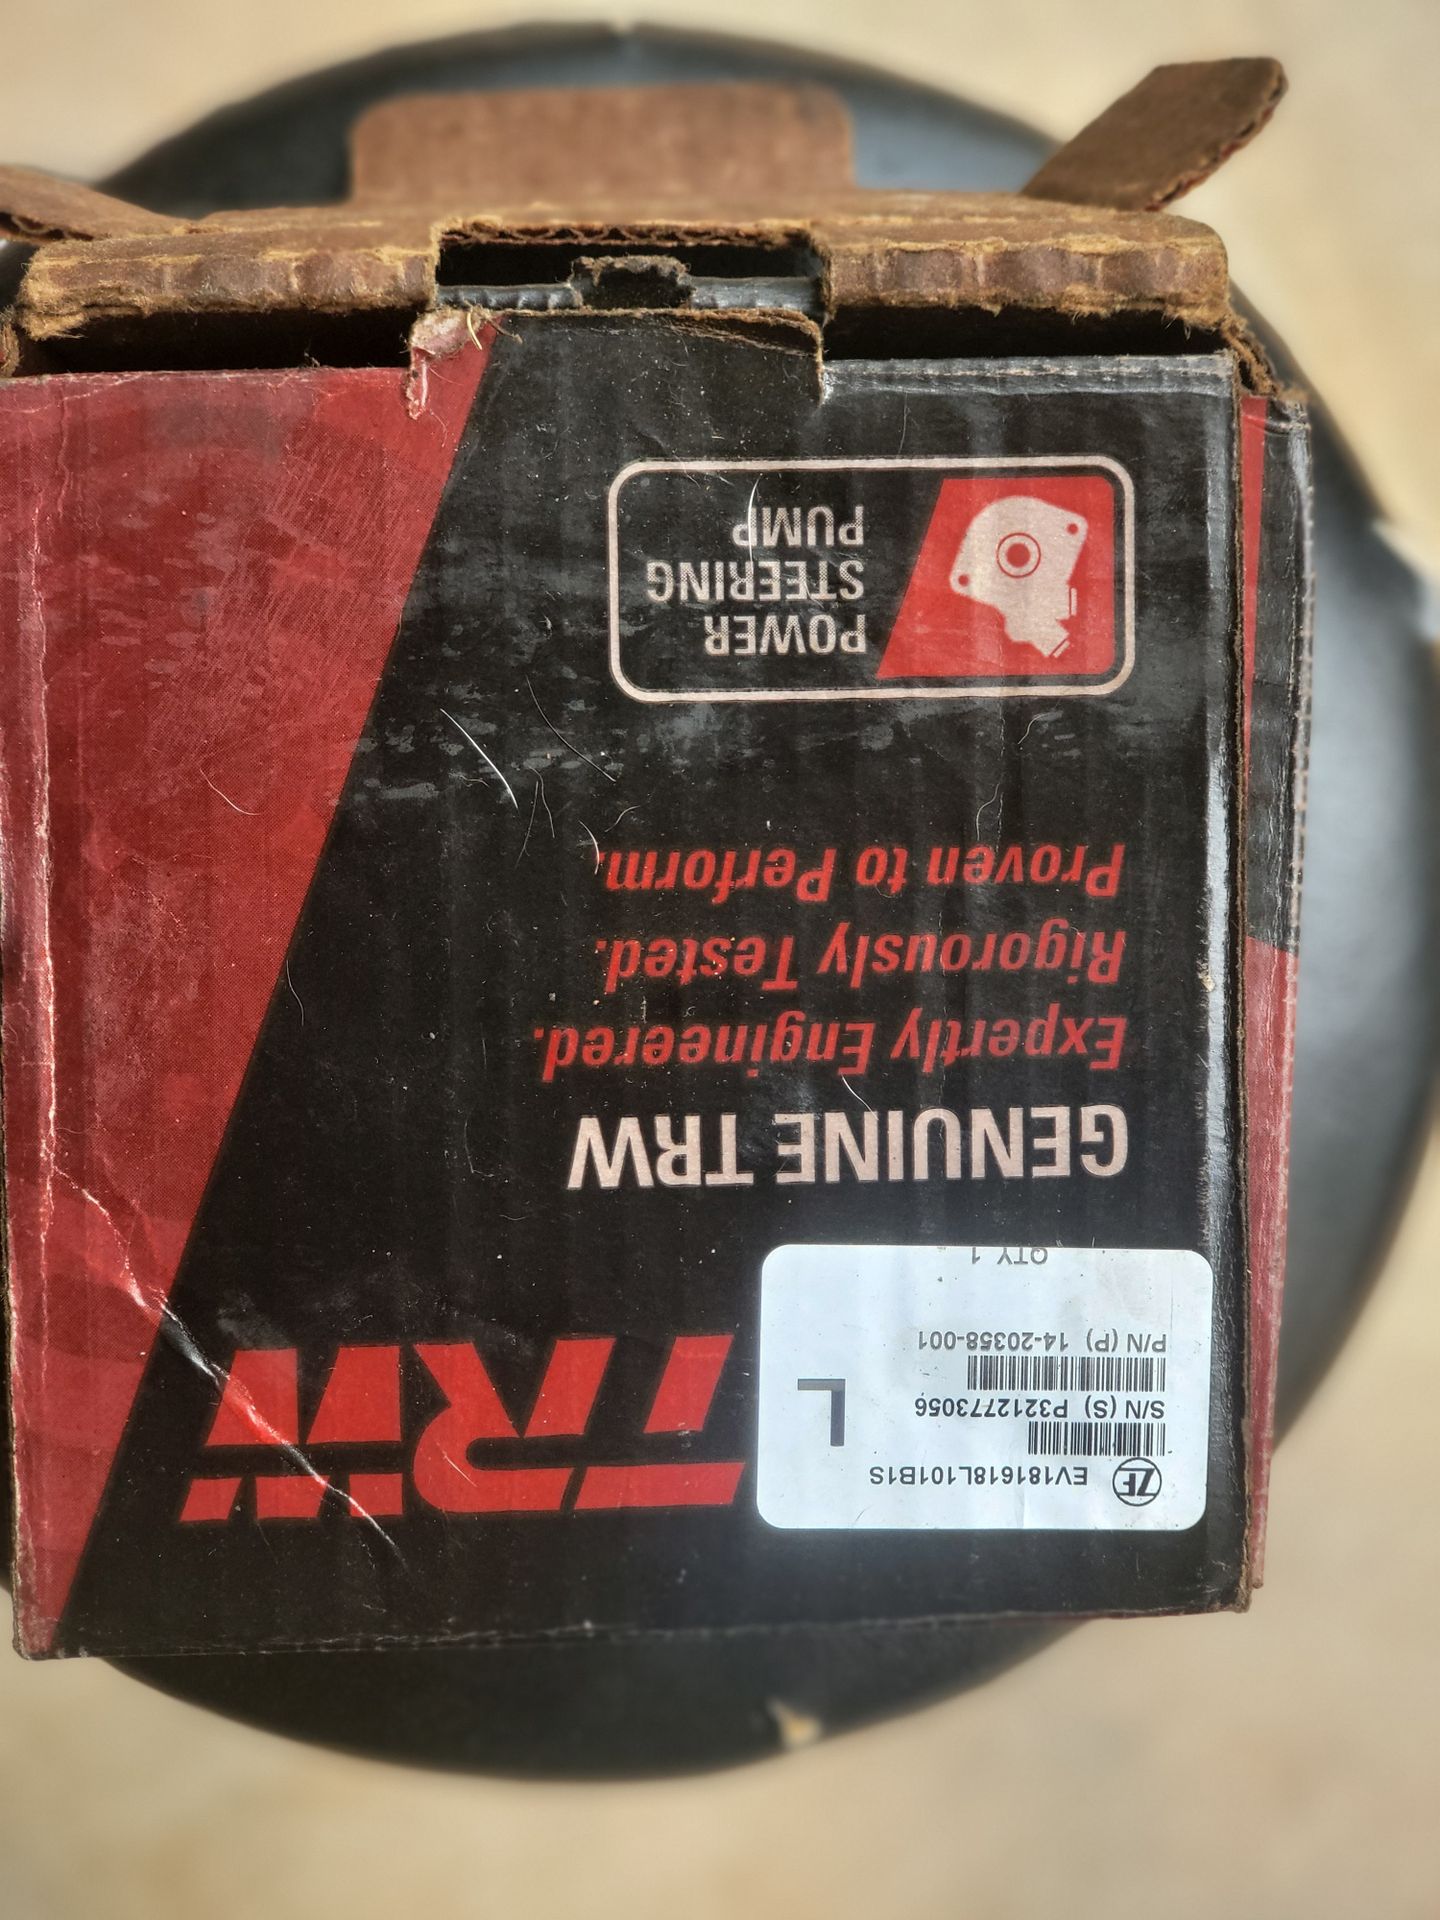 ZF EV181618L101B1S
S/N (S) P3212773056
P/N (P) 14-20358-001
QTY 1
L
TRW
GENUINE TRW
Expertly Engineered.
Rigorously Tested.
Proven to Perform.
POWER
STEERING
PUMP